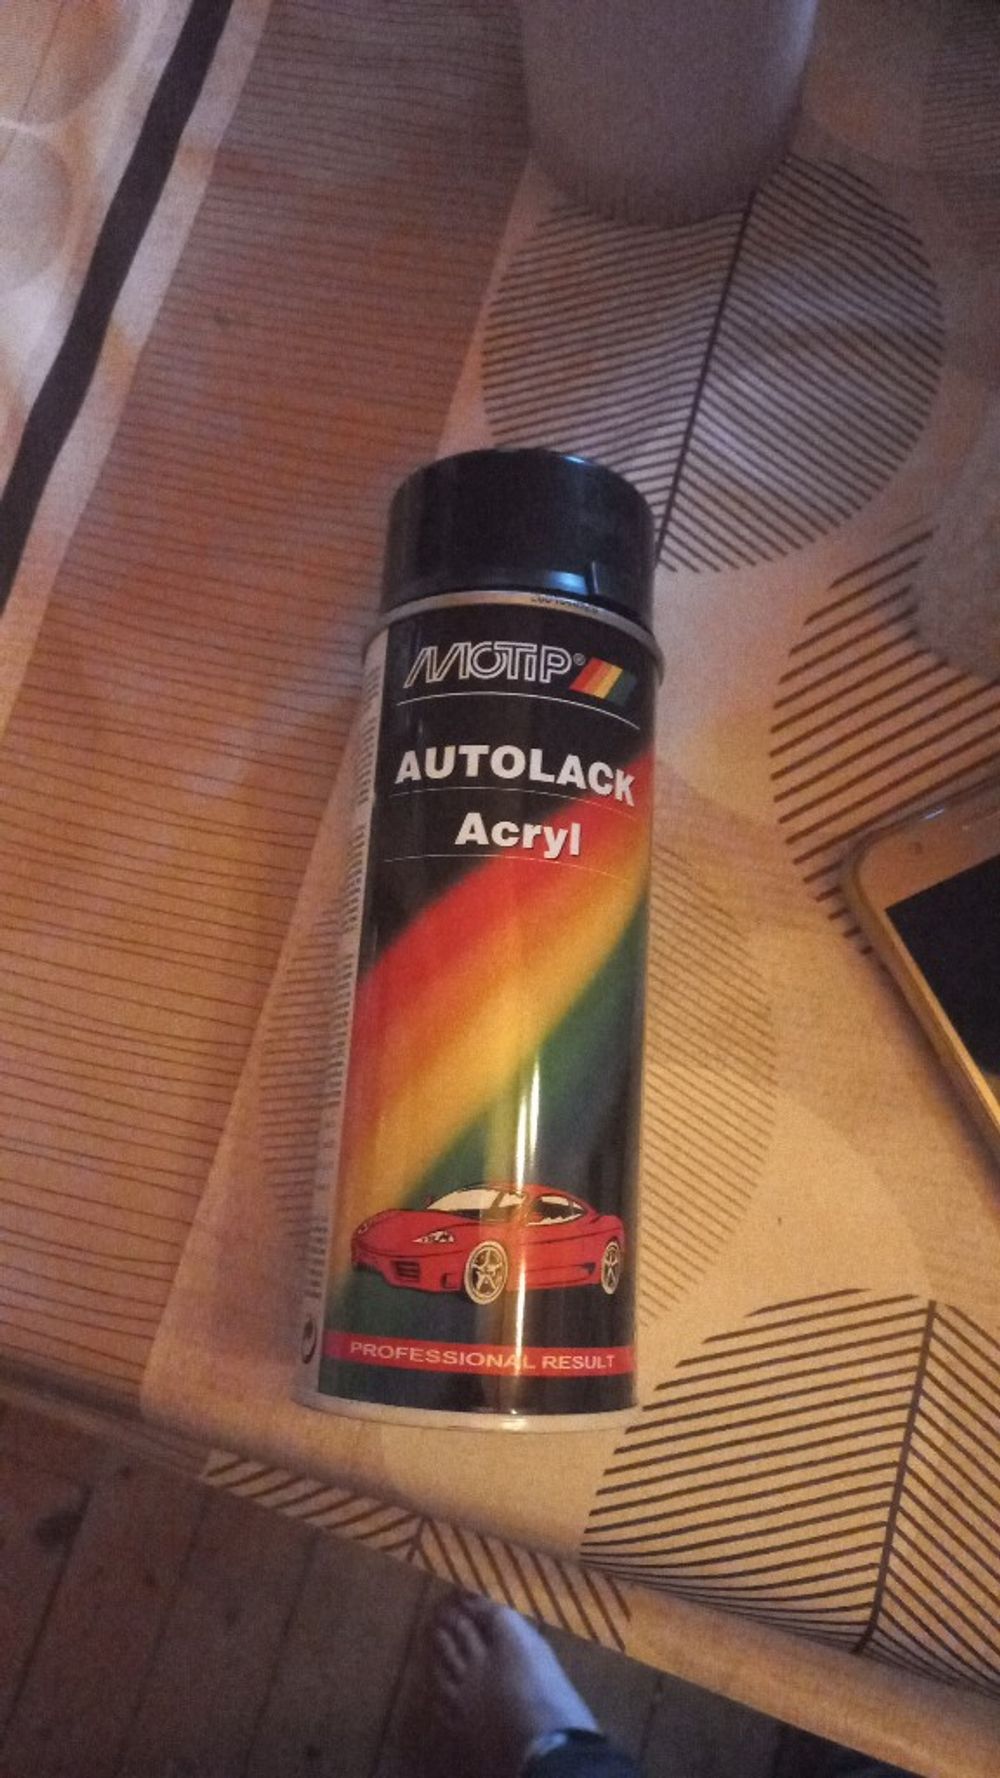 MOTIP®
AUTOLACK
Acryl
PROFESSIONAL RESULT